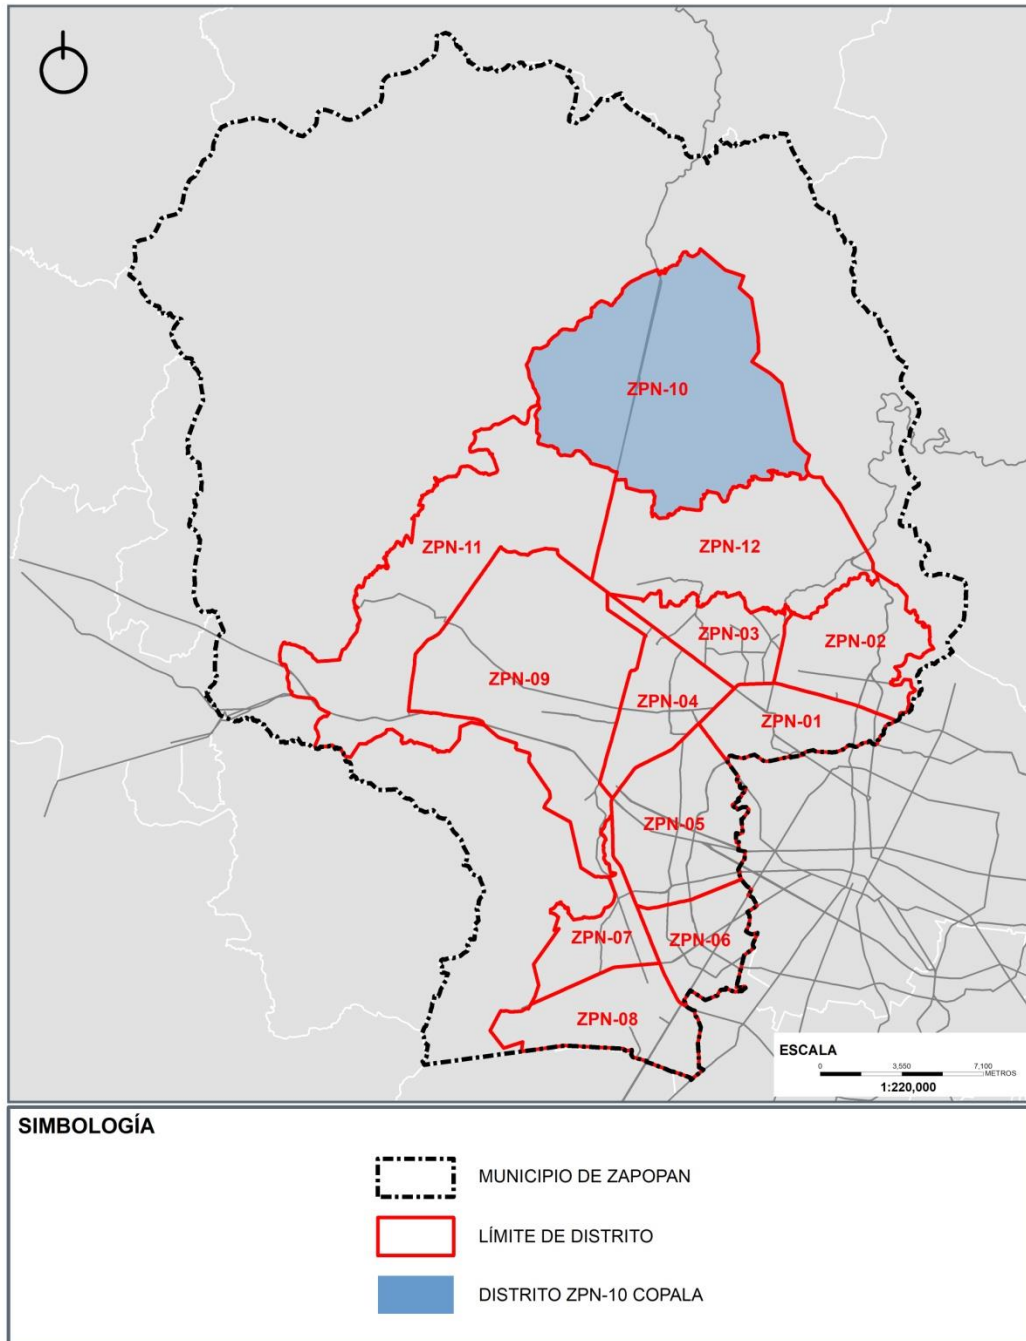 ZPN-10
ZPN-11
ZPN-12
ZPN-03
ZPN-02
ZPN-09
ZPN-04
ZPN-01
ZPN-05
ZPN-07
ZPN-06
ZPN-08
ESCALA
0 3,550 7,100
METROS
1:220,000
SIMBOLOGÍA
MUNICIPIO DE ZAPOPAN
LÍMITE DE DISTRITO
DISTRITO ZPN-10 COPALA